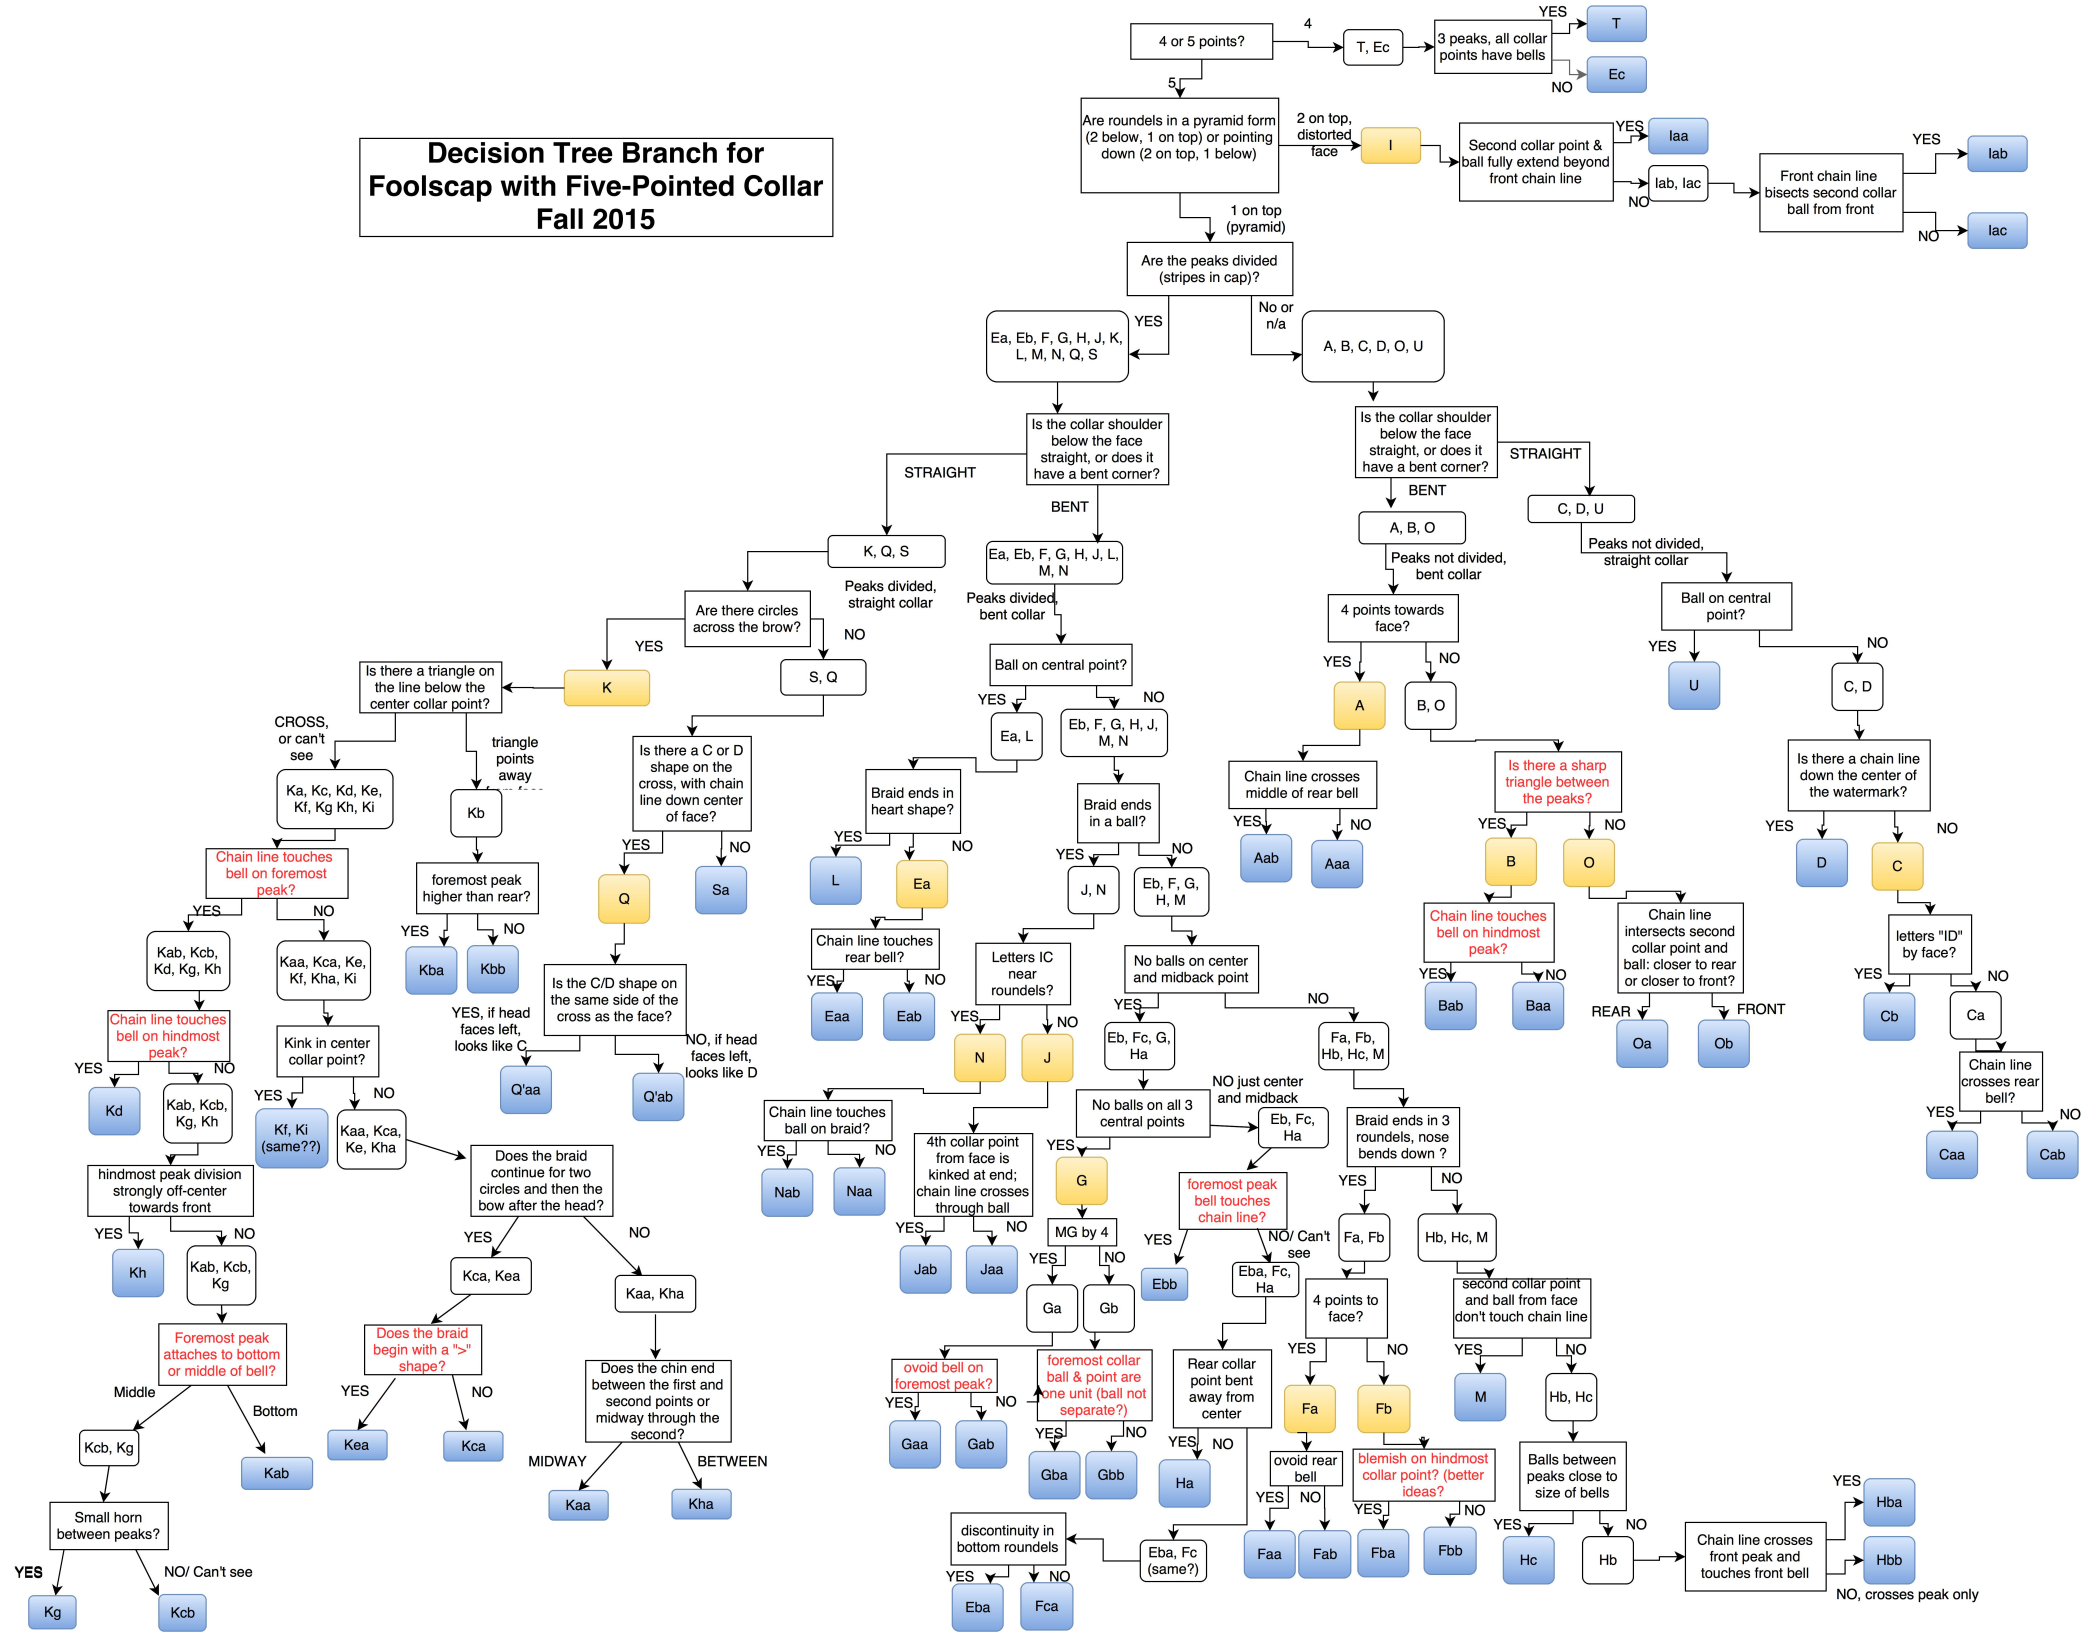 Decision Tree Branch for
Foolscap with Five-Pointed Collar
Fall 2015
4 or 5 points?
4
T, Ec
3 peaks, all collar
points have bells
YES
T
NO
Ec
5
Are roundels in a pyramid form
(2 below, 1 on top) or pointing
down (2 on top, 1 below)
2 on top,
distorted
face
I
Second collar point &
ball fully extend beyond
front chain line
YES
Iaa
NO
Iab, Iac
Front chain line
bisects second collar
ball from front
YES
Iab
NO
Iac
1 on top
(pyramid)
Are the peaks divided
(stripes in cap)?
YES
No or
n/a
Ea, Eb, F, G, H, J, K,
L, M, N, Q, S
A, B, C, D, O, U
Is the collar shoulder
below the face
straight, or does it
have a bent corner?
STRAIGHT
BENT
Is the collar shoulder
below the face
straight, or does it
have a bent corner?
STRAIGHT
BENT
K, Q, S
Peaks divided,
straight collar
Ea, Eb, F, G, H, J, L,
M, N
Peaks divided,
bent collar
A, B, O
Peaks not divided,
bent collar
C, D, U
Peaks not divided,
straight collar
Are there circles
across the brow?
YES
NO
K
S, Q
Is there a triangle on
the line below the
center collar point?
CROSS,
or can't
see
triangle
points
away
Ka, Kc, Kd, Ke,
Kf, Kg Kh, Ki
Kb
Chain line touches
bell on foremost
peak?
YES
NO
foremost peak
higher than rear?
YES
NO
Kba
Kbb
Kab, Kcb,
Kd, Kg, Kh
Kaa, Kca, Ke,
Kf, Kha, Ki
Chain line touches
bell on hindmost
peak?
YES
NO
Kd
Kab, Kcb,
Kg, Kh
Kink in center
collar point?
YES
NO
Kf, Ki
(same??)
Kaa, Kca,
Ke, Kha
hindmost peak division
strongly off-center
towards front
YES
NO
Kh
Kab, Kcb,
Kg
Foremost peak
attaches to bottom
or middle of bell?
Middle
Bottom
Kcb, Kg
Kab
Small horn
between peaks?
YES
NO/ Can't see
Kg
Kcb
Does the braid
continue for two
circles and then the
bow after the head?
YES
NO
Kca, Kea
Kaa, Kha
Does the braid
begin with a ">"
shape?
YES
NO
Kea
Kca
Does the chin end
between the first and
second points or
midway through the
second?
MIDWAY
BETWEEN
Kaa
Kha
Is there a C or D
shape on the
cross, with chain
line down center
of face?
YES
NO
Q
Sa
Is the C/D shape on
the same side of the
cross as the face?
YES, if head
faces left,
looks like C
NO, if head
faces left,
looks like D
Q'aa
Q'ab
Ball on central point?
YES
NO
Ea, L
Eb, F, G, H, J,
M, N
Braid ends in
heart shape?
YES
NO
L
Ea
Chain line touches
rear bell?
YES
NO
Eaa
Eab
Braid ends
in a ball?
YES
NO
J, N
Eb, F, G,
H, M
Letters IC
near
roundels?
YES
NO
N
J
Chain line touches
ball on braid?
YES
NO
Nab
Naa
4th collar point
from face is
kinked at end;
chain line crosses
through ball
YES
NO
Jab
Jaa
No balls on center
and midback point
YES
NO
Eb, Fc, G,
Ha
Fa, Fb,
Hb, Hc, M
No balls on all 3
central points
YES
NO just center
and midback
G
Eb, Fc,
Ha
MG by 4
YES
NO
Ga
Gb
ovoid bell on
foremost peak?
YES
NO
Gaa
Gab
foremost collar
ball & point are
one unit (ball not
separate?)
YES
NO
Gba
Gbb
foremost peak
bell touches
chain line?
YES
NO/ Can't
see
Ebb
Eba, Fc,
Ha
Rear collar
point bent
away from
center
YES
NO
Ha
Eba, Fc
(same?)
discontinuity in
bottom roundels
YES
NO
Eba
Fca
Braid ends in 3
roundels, nose
bends down ?
YES
NO
Fa, Fb
Hb, Hc, M
4 points to
face?
YES
NO
Fa
Fb
ovoid rear
bell
YES
NO
Faa
Fab
blemish on hindmost
collar point? (better
ideas?)
YES
NO
Fba
Fbb
second collar point
and ball from face
don't touch chain line
YES
NO
M
Hb, Hc
Balls between
peaks close to
size of bells
YES
NO
Hc
Hb
Chain line crosses
front peak and
touches front bell
YES
Hba
Hbb
NO, crosses peak only
4 points towards
face?
YES
NO
A
B, O
Chain line crosses
middle of rear bell
YES
NO
Aab
Aaa
Is there a sharp
triangle between
the peaks?
YES
NO
B
O
Chain line touches
bell on hindmost
peak?
YES
NO
Bab
Baa
Chain line
intersects second
collar point and
ball: closer to rear
or closer to front?
REAR
FRONT
Oa
Ob
Ball on central
point?
YES
NO
U
C, D
Is there a chain line
down the center of
the watermark?
YES
NO
D
C
letters "ID"
by face?
YES
NO
Cb
Ca
Chain line
crosses rear
bell?
YES
NO
Caa
Cab